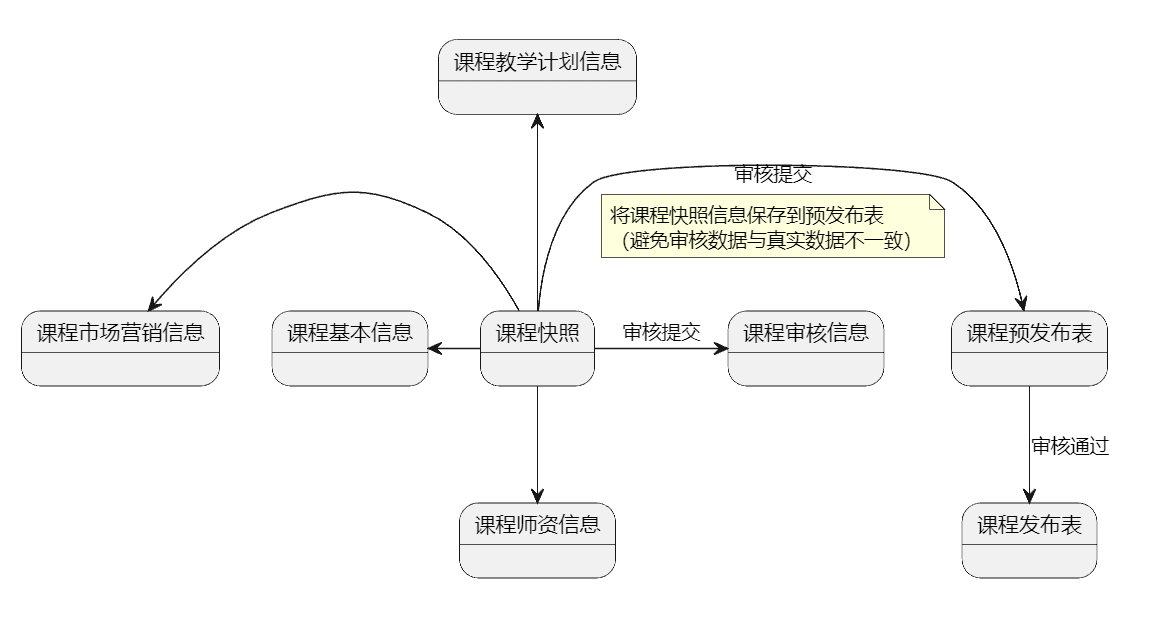 课程教学计划信息
审核提交
将课程快照信息保存到预发布表
（避免审核数据与真实数据不一致）
课程市场营销信息
课程基本信息
课程快照
审核提交
课程审核信息
课程预发布表
审核通过
课程师资信息
课程发布表